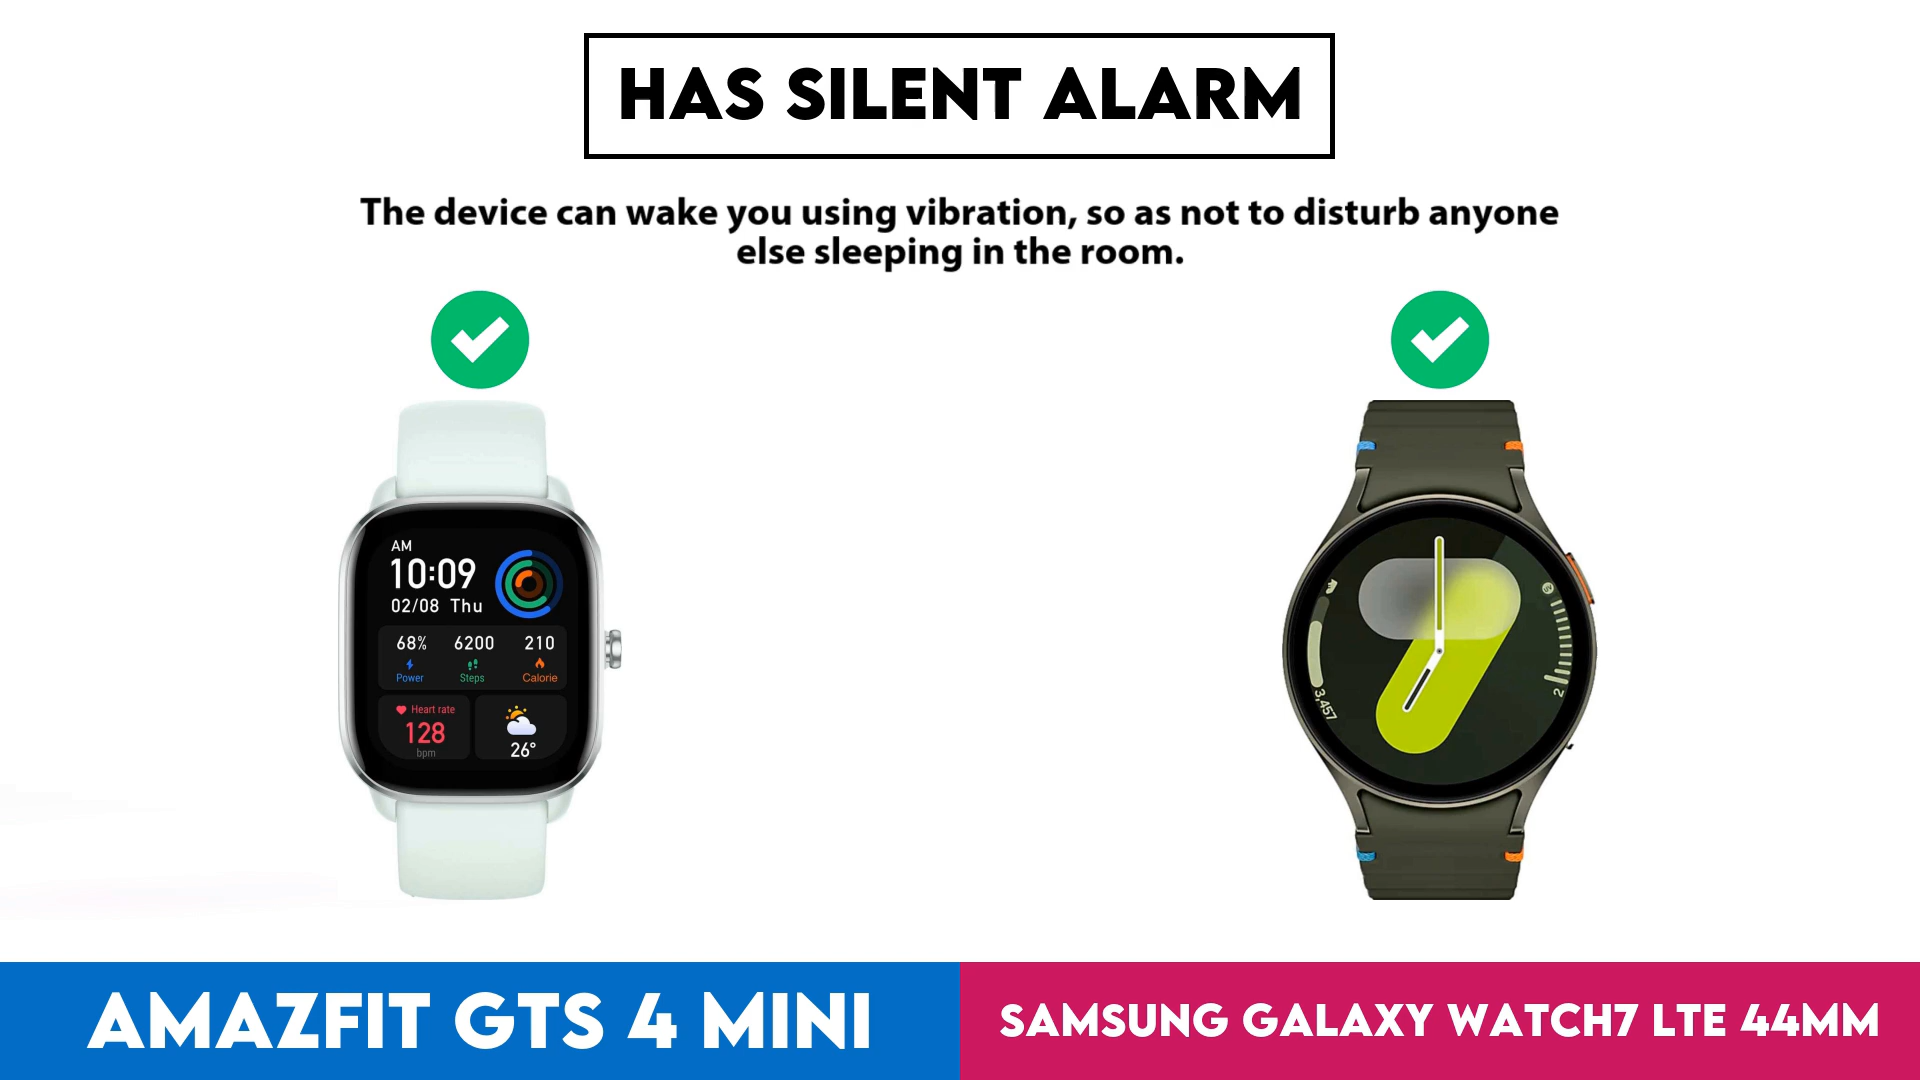 HAS SILENT ALARM
The device can wake you using vibration, so as not to disturb anyone
else sleeping in the room.
AM
10:09
02/08 Thu
68% 6200 210
Power Steps Calorie
Heart rate
128
bpm
26°
3,457
2
AMAZFIT GTS 4 MINI
SAMSUNG GALAXY WATCH7 LTE 44MM